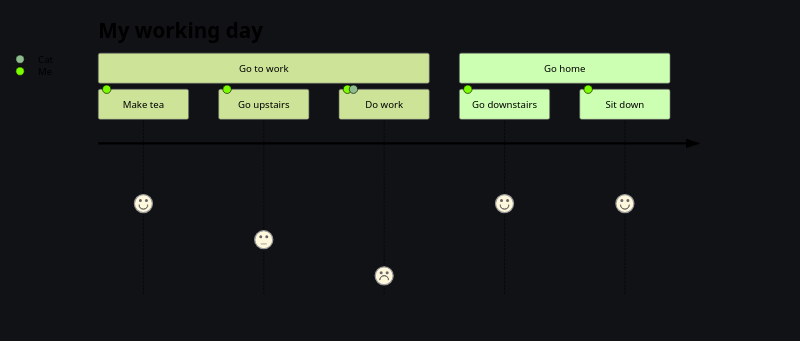 My working day
Cat
Me
Go to work
Go home
Make tea
Go upstairs
Do work
Go downstairs
Sit down